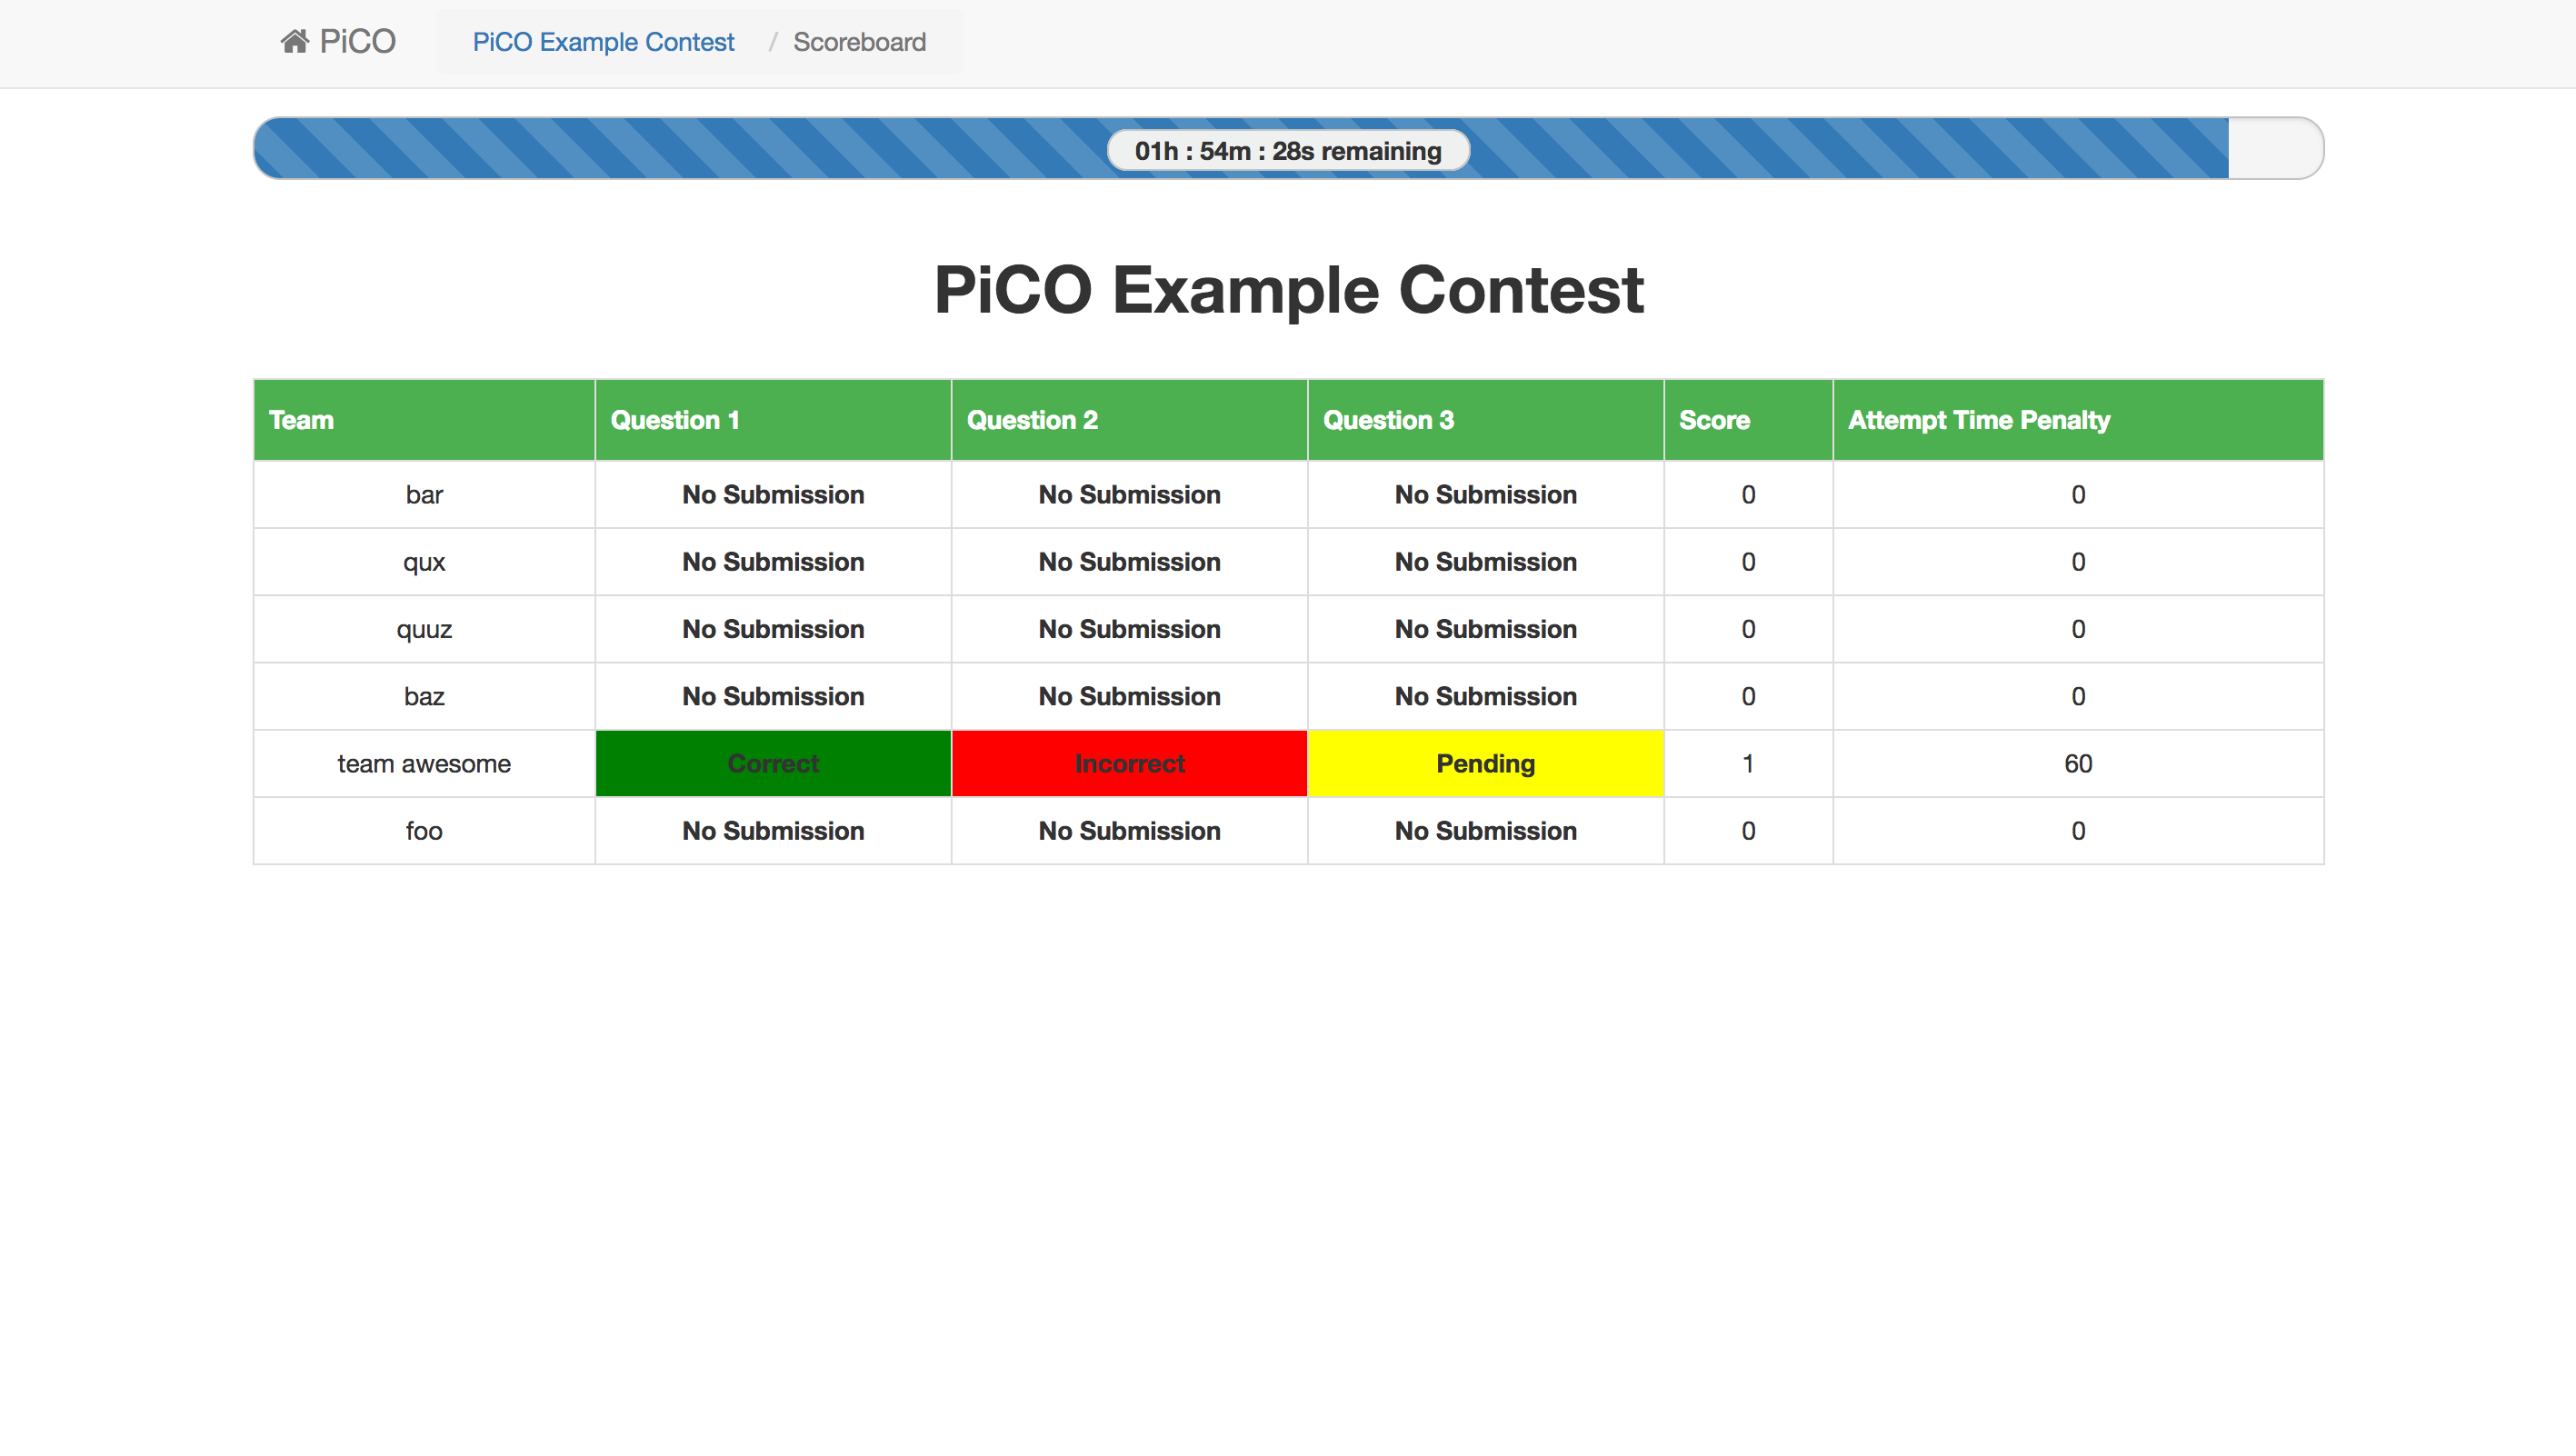 PiCO PiCO Example Contest / Scoreboard
01h : 54m : 28s remaining
PiCO Example Contest
Team Question 1 Question 2 Question 3 Score Attempt Time Penalty
bar No Submission No Submission No Submission 0 0
qux No Submission No Submission No Submission 0 0
quuz No Submission No Submission No Submission 0 0
baz No Submission No Submission No Submission 0 0
team awesome Correct Incorrect Pending 1 60
foo No Submission No Submission No Submission 0 0